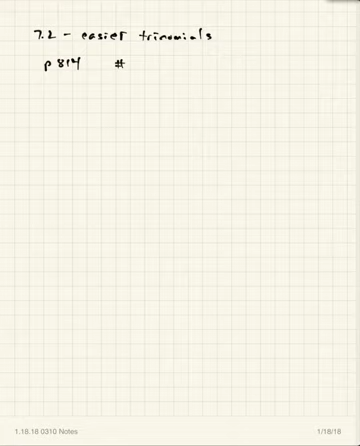 7.2 - easier trinomials
p 814 #
1.18.18 0310 Notes 1/18/18